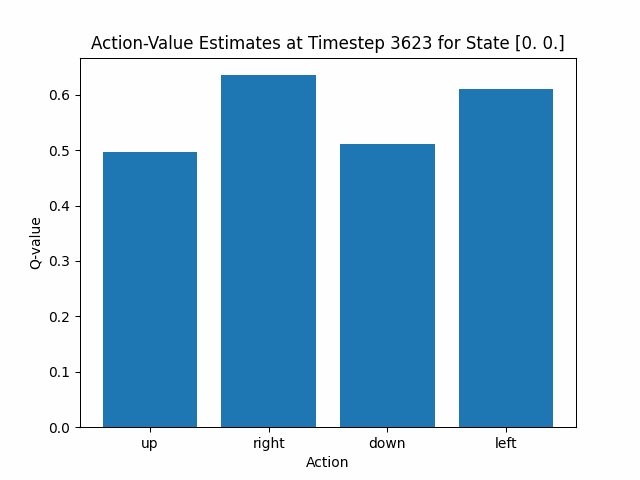 Action-Value Estimates at Timestep 3623 for State [0. 0.]
0.6
0.5
0.4
0.3
0.2
0.1
0.0
Q-value
up right down left
Action